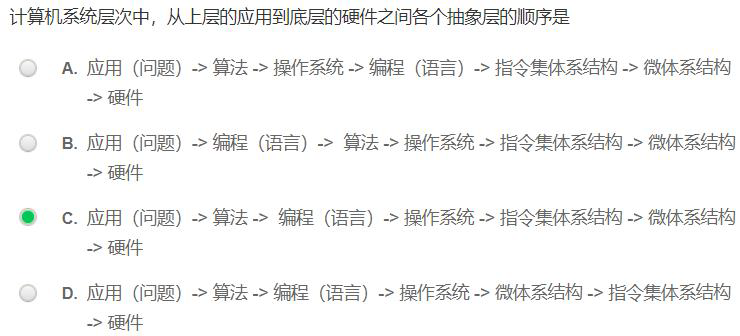 计算机系统层次中，从上层的应用到底层的硬件之间各个抽象层的顺序是
A. 应用（问题）-> 算法 -> 操作系统 -> 编程（语言）-> 指令集体系结构 -> 微体系结构
-> 硬件
B. 应用（问题）-> 编程（语言）-> 算法 -> 操作系统 -> 指令集体系结构 -> 微体系结构
-> 硬件
C. 应用（问题）-> 算法 -> 编程（语言）-> 操作系统 -> 指令集体系结构 -> 微体系结构
-> 硬件
D. 应用（问题）-> 算法 -> 编程（语言）-> 操作系统 -> 微体系结构 -> 指令集体系结构
-> 硬件